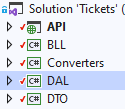 Solution 'Tickets' (
API
C# BLL
C# Converters
C# DAL
C# DTO